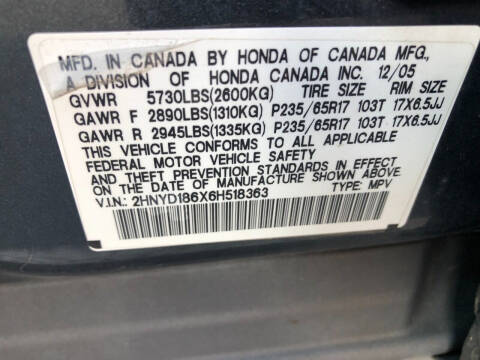 MFD. IN CANADA BY HONDA OF CANADA MFG.,
A DIVISION OF HONDA CANADA INC. 12/05
GVWR 5730LBS(2600KG) TIRE SIZE RIM SIZE
GAWR F 2890LBS(1310KG) P235/65R17 103T 17X6.5JJ
GAWR R 2945LBS(1335KG) P235/65R17 103T 17X6.5JJ
THIS VEHICLE CONFORMS TO ALL APPLICABLE
FEDERAL MOTOR VEHICLE SAFETY
AND THEFT PREVENTION STANDARDS IN EFFECT
ON THE DATE OF MANUFACTURE SHOWN ABOVE.
V.I.N.: 2HNYD186X6H518363 TYPE: MPV